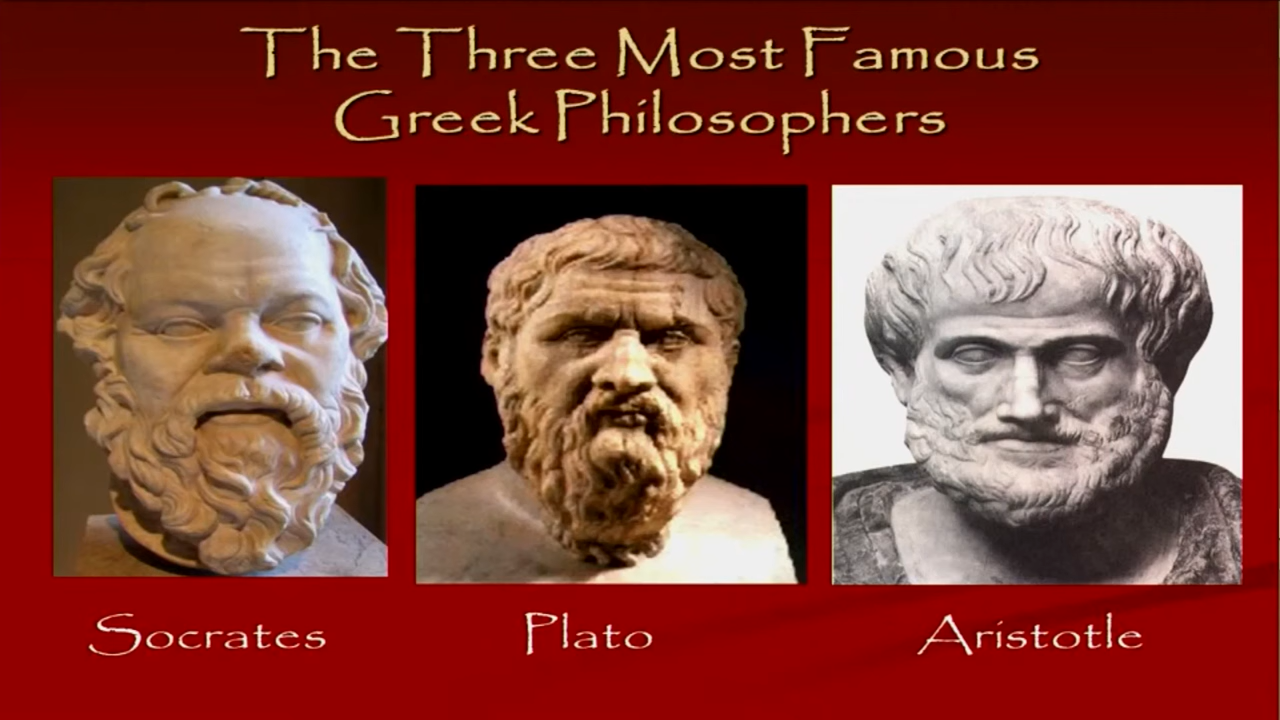 The Three Most Famous
Greek Philosophers
Socrates
Plato
Aristotle